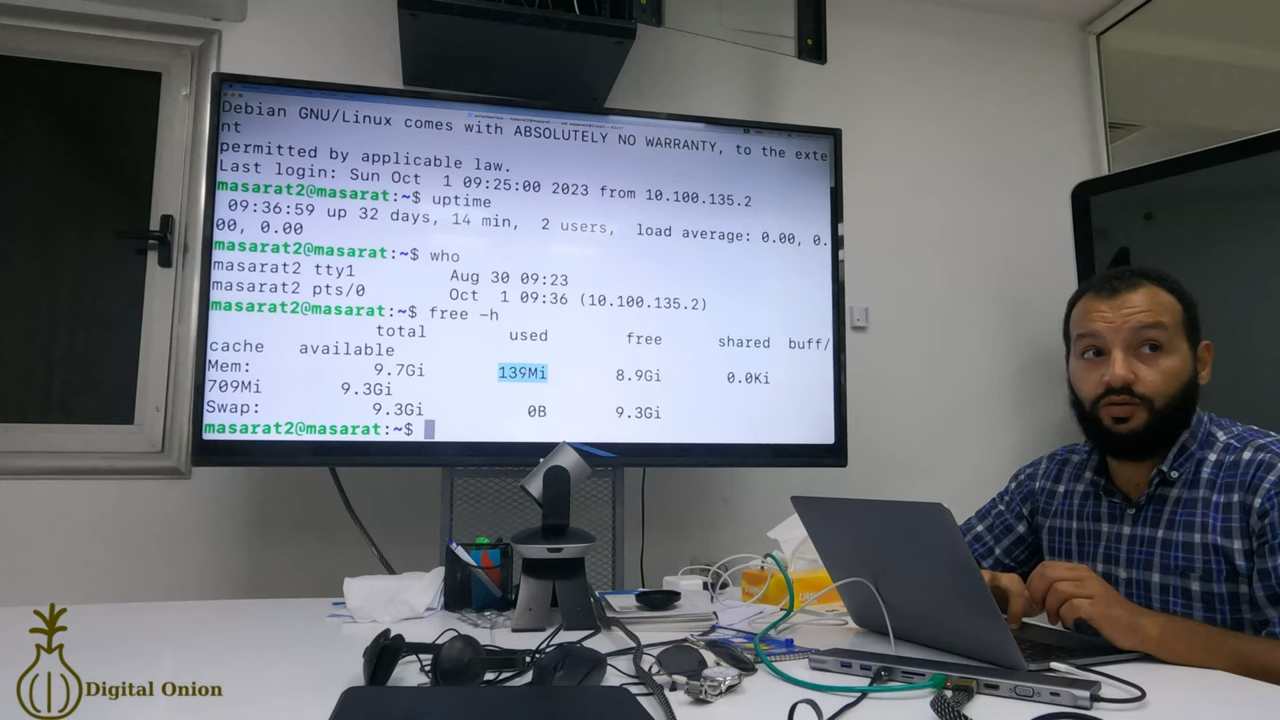 Debian GNU/Linux comes with ABSOLUTELY NO WARRANTY, to the exte
nt
permitted by applicable law.
Last login: Sun Oct 1 09:25:00 2023 from 10.100.135.2
masarat2@masarat:~$ uptime
09:36:59 up 32 days, 14 min, 2 users, load average: 0.00, 0.
00, 0.00
masarat2@masarat:~$ who
masarat2 tty1 Aug 30 09:23
masarat2 pts/0 Oct 1 09:36 (10.100.135.2)
masarat2@masarat:~$ free -h
total used free shared buff/
cache available
Mem: 9.7Gi 139Mi 8.9Gi 0.0Ki
709Mi 9.3Gi
Swap: 9.3Gi 0B 9.3Gi
masarat2@masarat:~$
Digital Onion